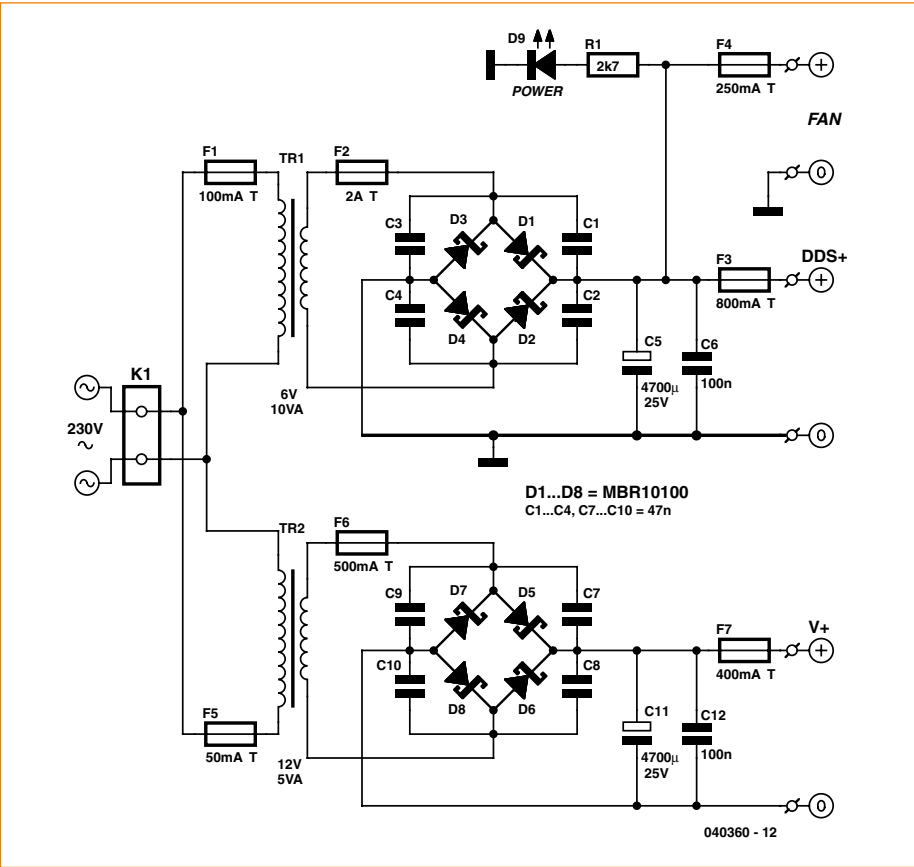 D9
POWER
R1
2k7
F4
250mA T
+
FAN
0
F1
100mA T
TR1
F2
2A T
C3
D3
D1
C1
C4
D4
D2
C2
6V
10VA
F3
800mA T
DDS+
+
C5
4700µ
25V
C6
100n
0
K1
230V
~
D1...D8 = MBR10100
C1...C4, C7...C10 = 47n
TR2
F6
500mA T
C9
D7
D5
C7
C10
D8
D6
C8
F5
50mA T
12V
5VA
F7
400mA T
V+
+
C11
4700µ
25V
C12
100n
0
040360 - 12